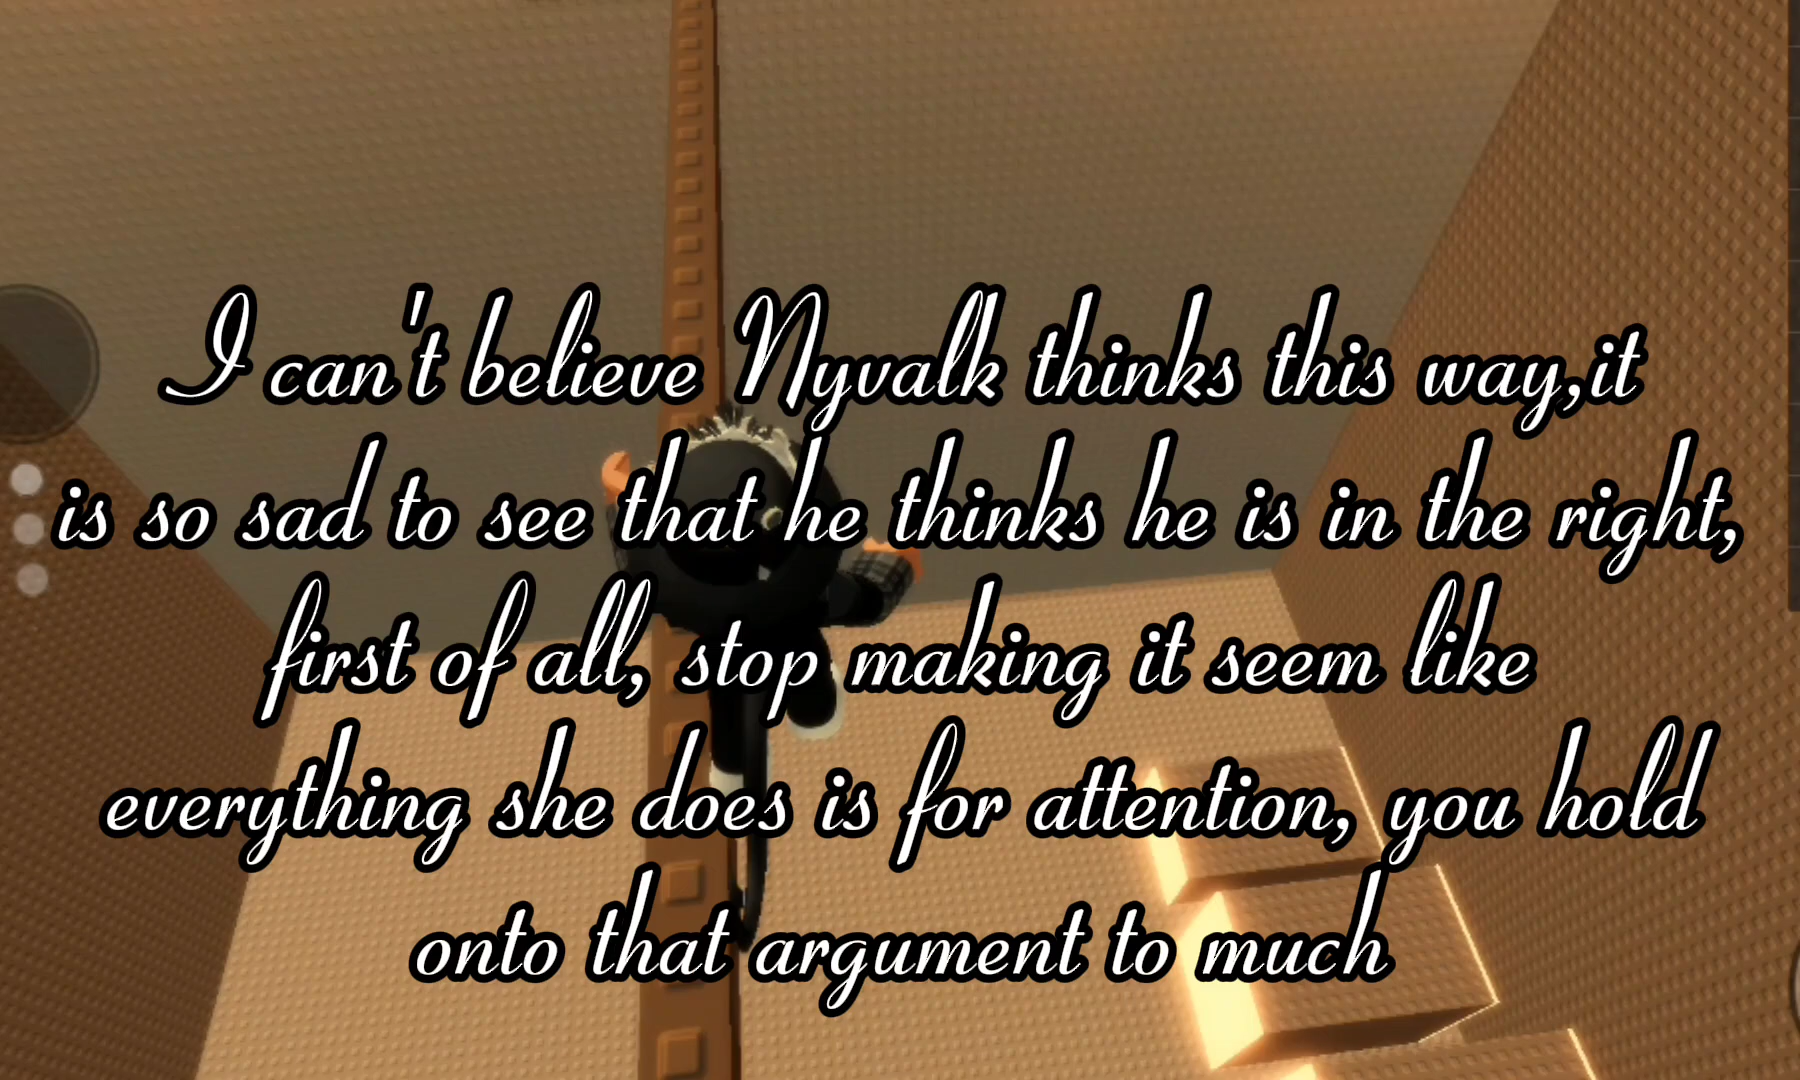 I can't believe Nyvalk thinks this way,it
is so sad to see that he thinks he is in the right,
first of all, stop making it seem like
everything she does is for attention, you hold
onto that argument to much